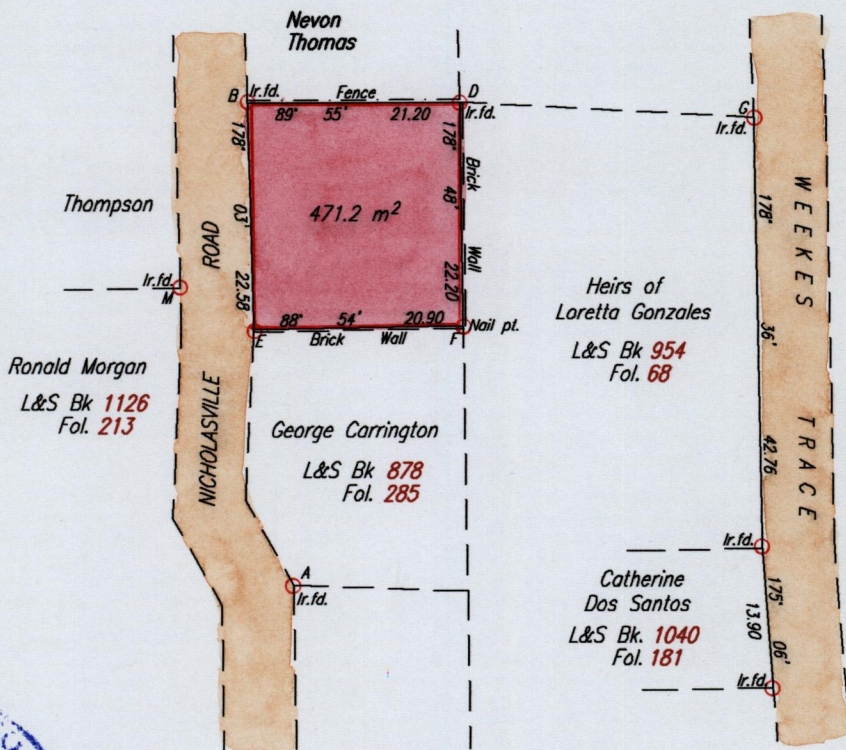 Nevon
Thomas
B
Ir.fd.
Fence
D
Ir.fd.
89° 55' 21.20
G
Ir.fd.
178° 03' 22.58
471.2 m²
178° 48' 22.20
Brick Wall
Thompson
Ir.fd.
M
NICHOLASVILLE ROAD
88° 54' 20.90
E
Brick Wall
F
Nail pt.
178° 36' 42.76
WEEKES TRACE
Heirs of
Loretta Gonzales
L&S Bk 954
Fol. 68
Ronald Morgan
L&S Bk 1126
Fol. 213
George Carrington
L&S Bk 878
Fol. 285
A
Ir.fd.
Ir.fd.
Catherine
Dos Santos
L&S Bk. 1040
Fol. 181
175° 06'
13.90
Ir.fd.